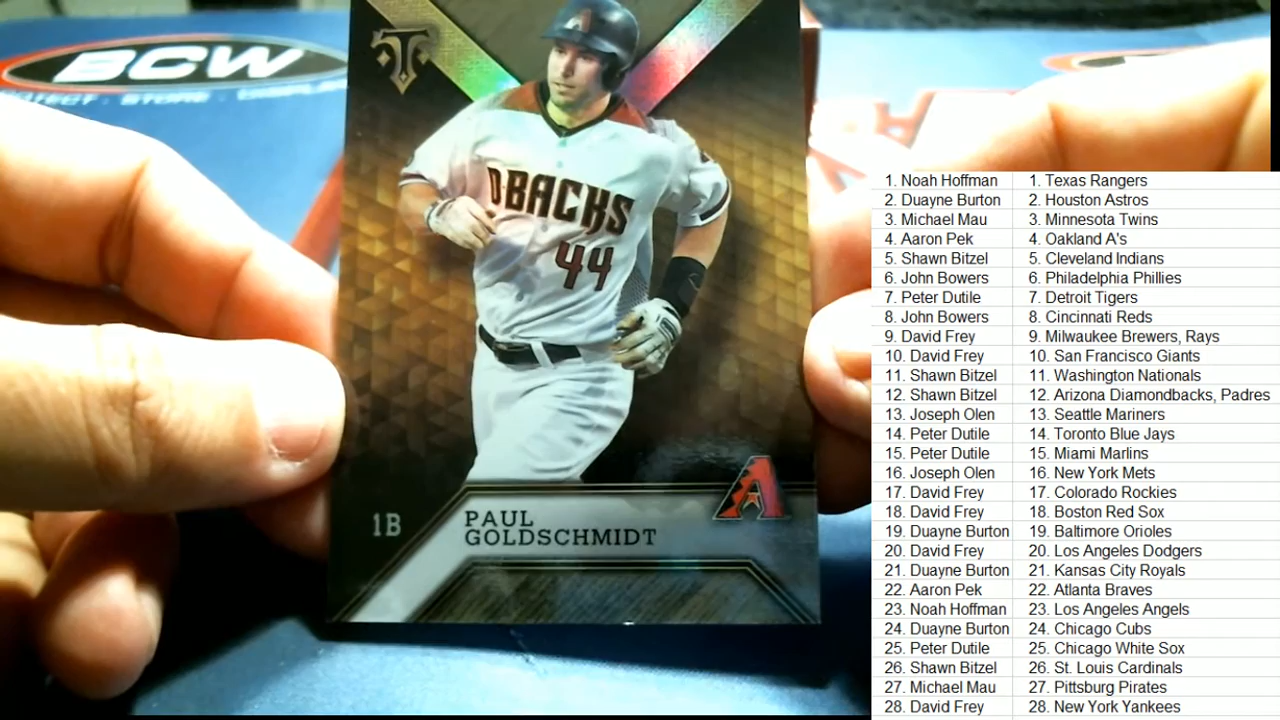 BCW
DBACKS
44
1B
PAUL
GOLDSCHMIDT
1. Noah Hoffman 1. Texas Rangers
2. Duayne Burton 2. Houston Astros
3. Michael Mau 3. Minnesota Twins
4. Aaron Pek 4. Oakland A's
5. Shawn Bitzel 5. Cleveland Indians
6. John Bowers 6. Philadelphia Phillies
7. Peter Dutile 7. Detroit Tigers
8. John Bowers 8. Cincinnati Reds
9. David Frey 9. Milwaukee Brewers, Rays
10. David Frey 10. San Francisco Giants
11. Shawn Bitzel 11. Washington Nationals
12. Shawn Bitzel 12. Arizona Diamondbacks, Padres
13. Joseph Olen 13. Seattle Mariners
14. Peter Dutile 14. Toronto Blue Jays
15. Peter Dutile 15. Miami Marlins
16. Joseph Olen 16. New York Mets
17. David Frey 17. Colorado Rockies
18. David Frey 18. Boston Red Sox
19. Duayne Burton 19. Baltimore Orioles
20. David Frey 20. Los Angeles Dodgers
21. Duayne Burton 21. Kansas City Royals
22. Aaron Pek 22. Atlanta Braves
23. Noah Hoffman 23. Los Angeles Angels
24. Duayne Burton 24. Chicago Cubs
25. Peter Dutile 25. Chicago White Sox
26. Shawn Bitzel 26. St. Louis Cardinals
27. Michael Mau 27. Pittsburg Pirates
28. David Frey 28. New York Yankees